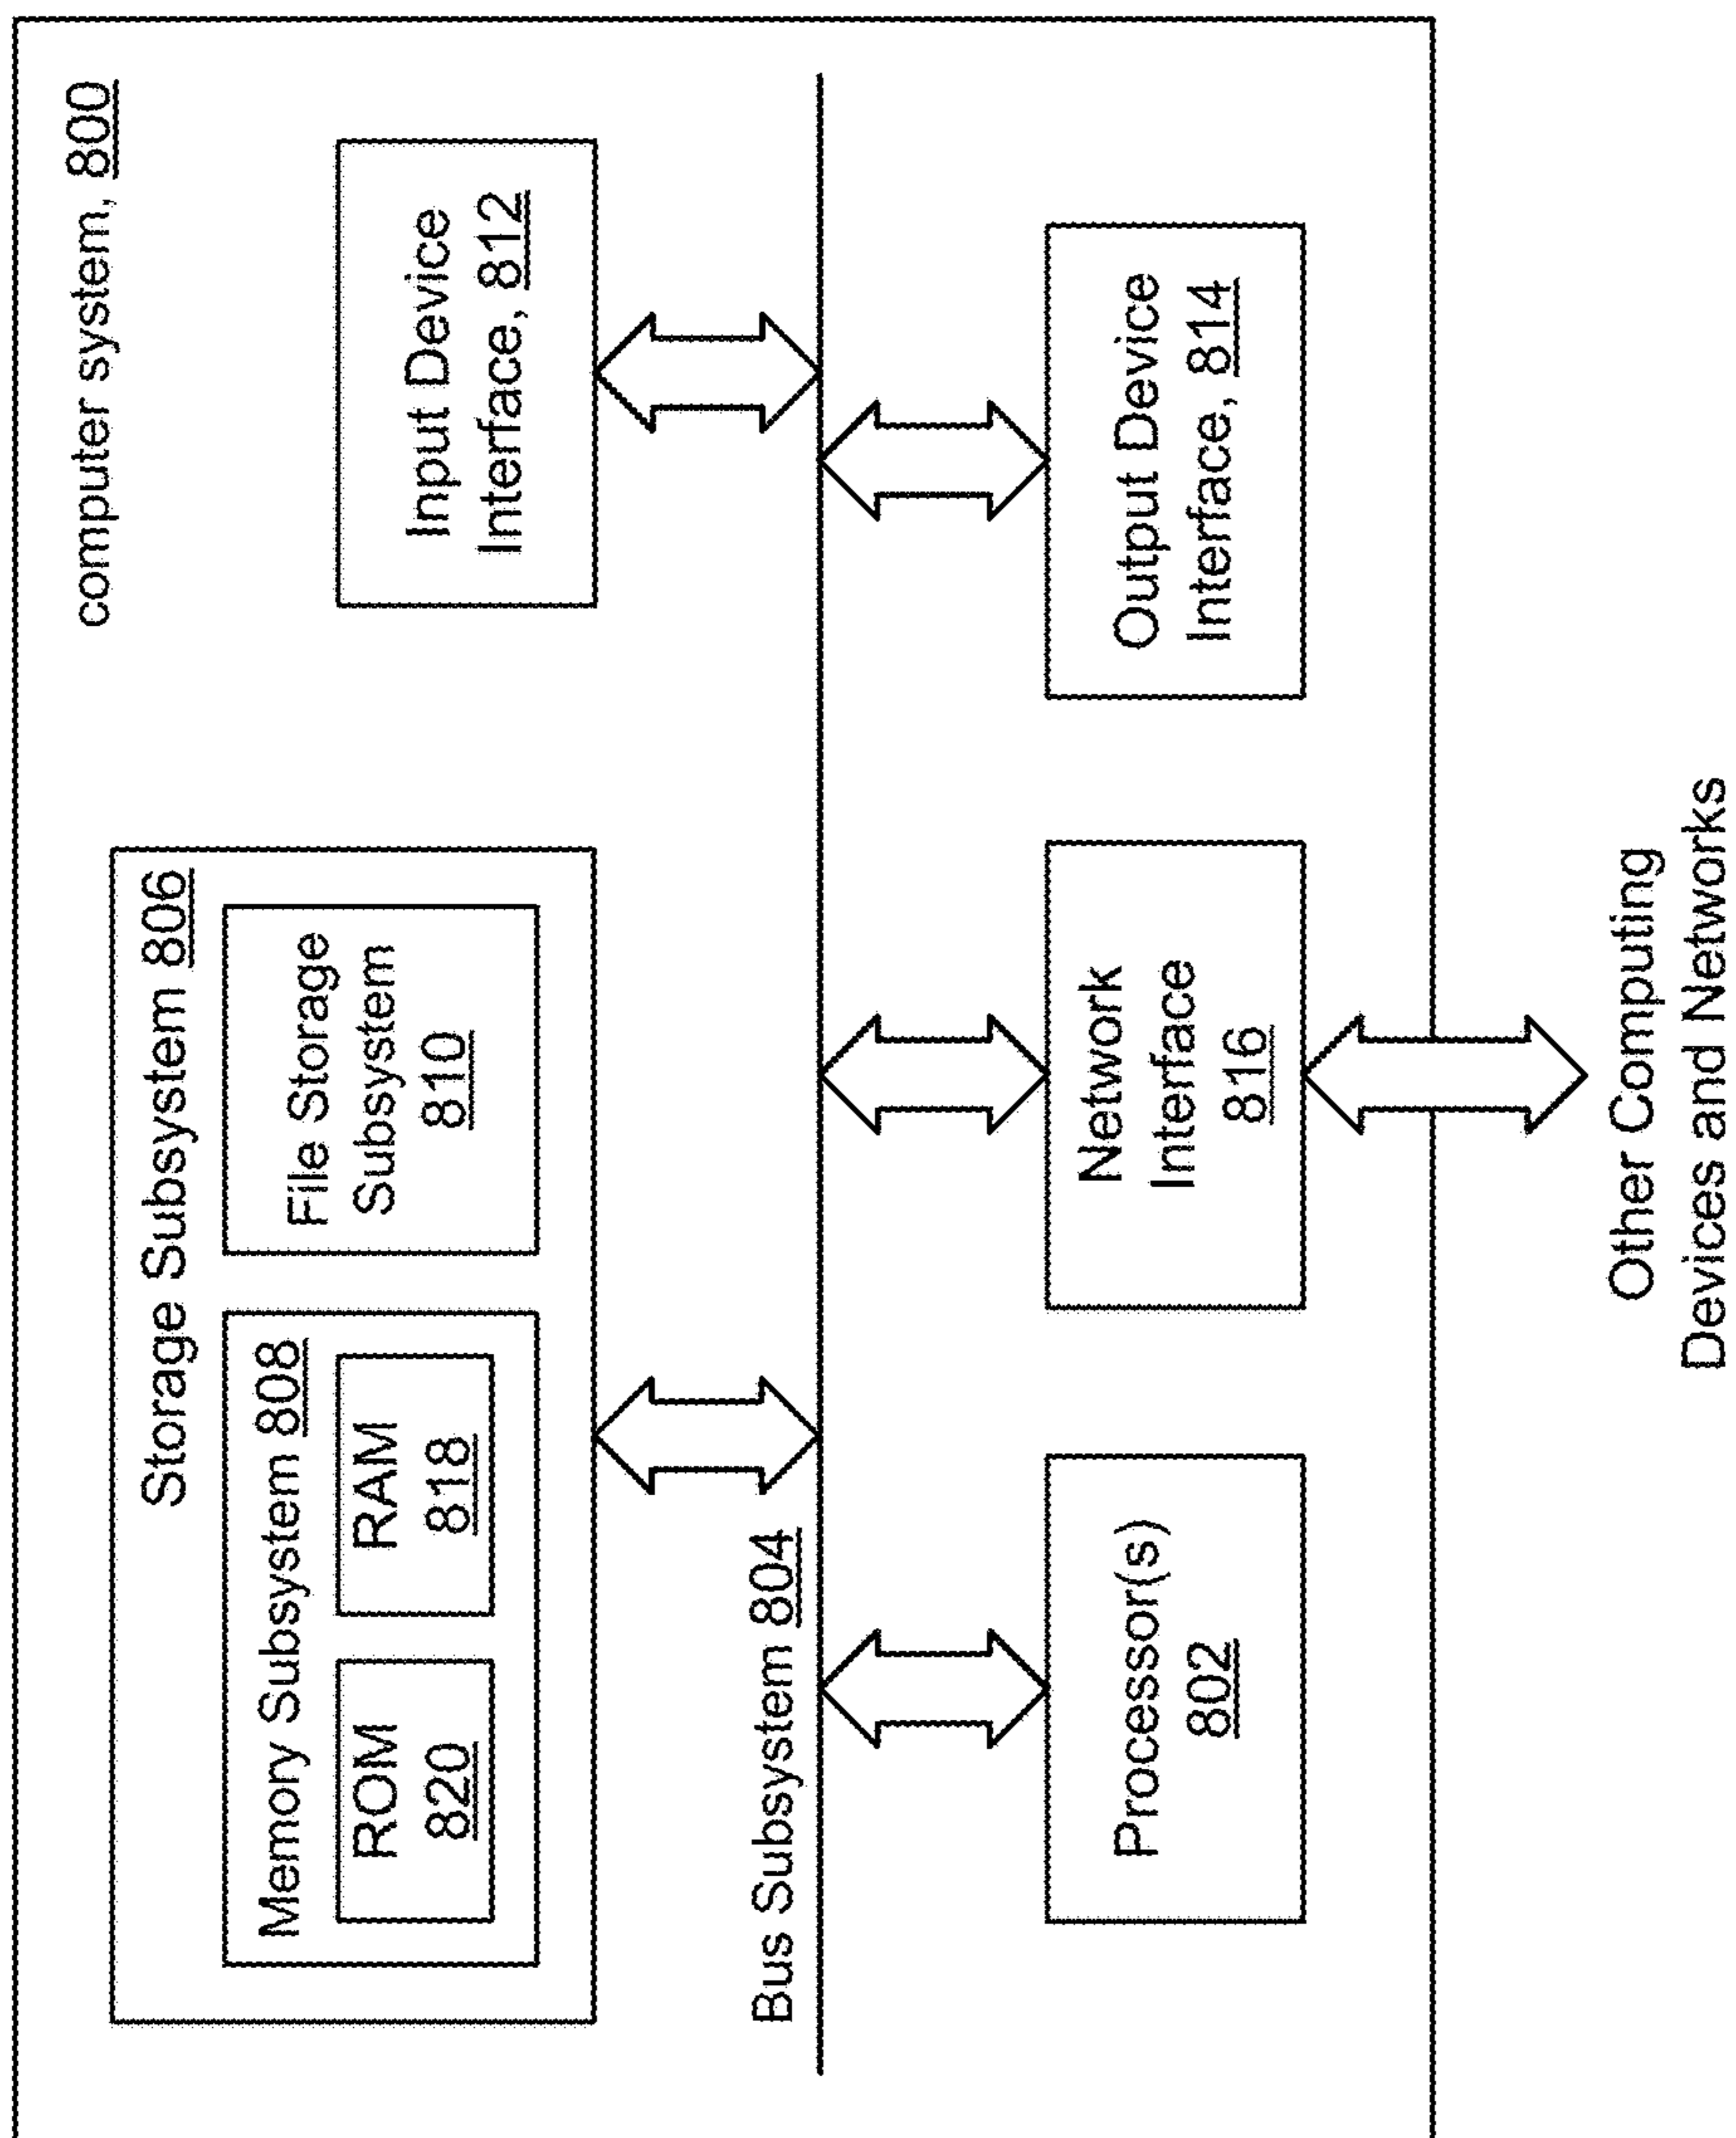 computer system, 800
Storage Subsystem 806
Memory Subsystem 808
ROM
820
RAM
818
File Storage
Subsystem
810
Input Device
Interface, 812
Bus Subsystem 804
Processor(s)
802
Network
Interface
816
Output Device
Interface, 814
Other Computing
Devices and Networks